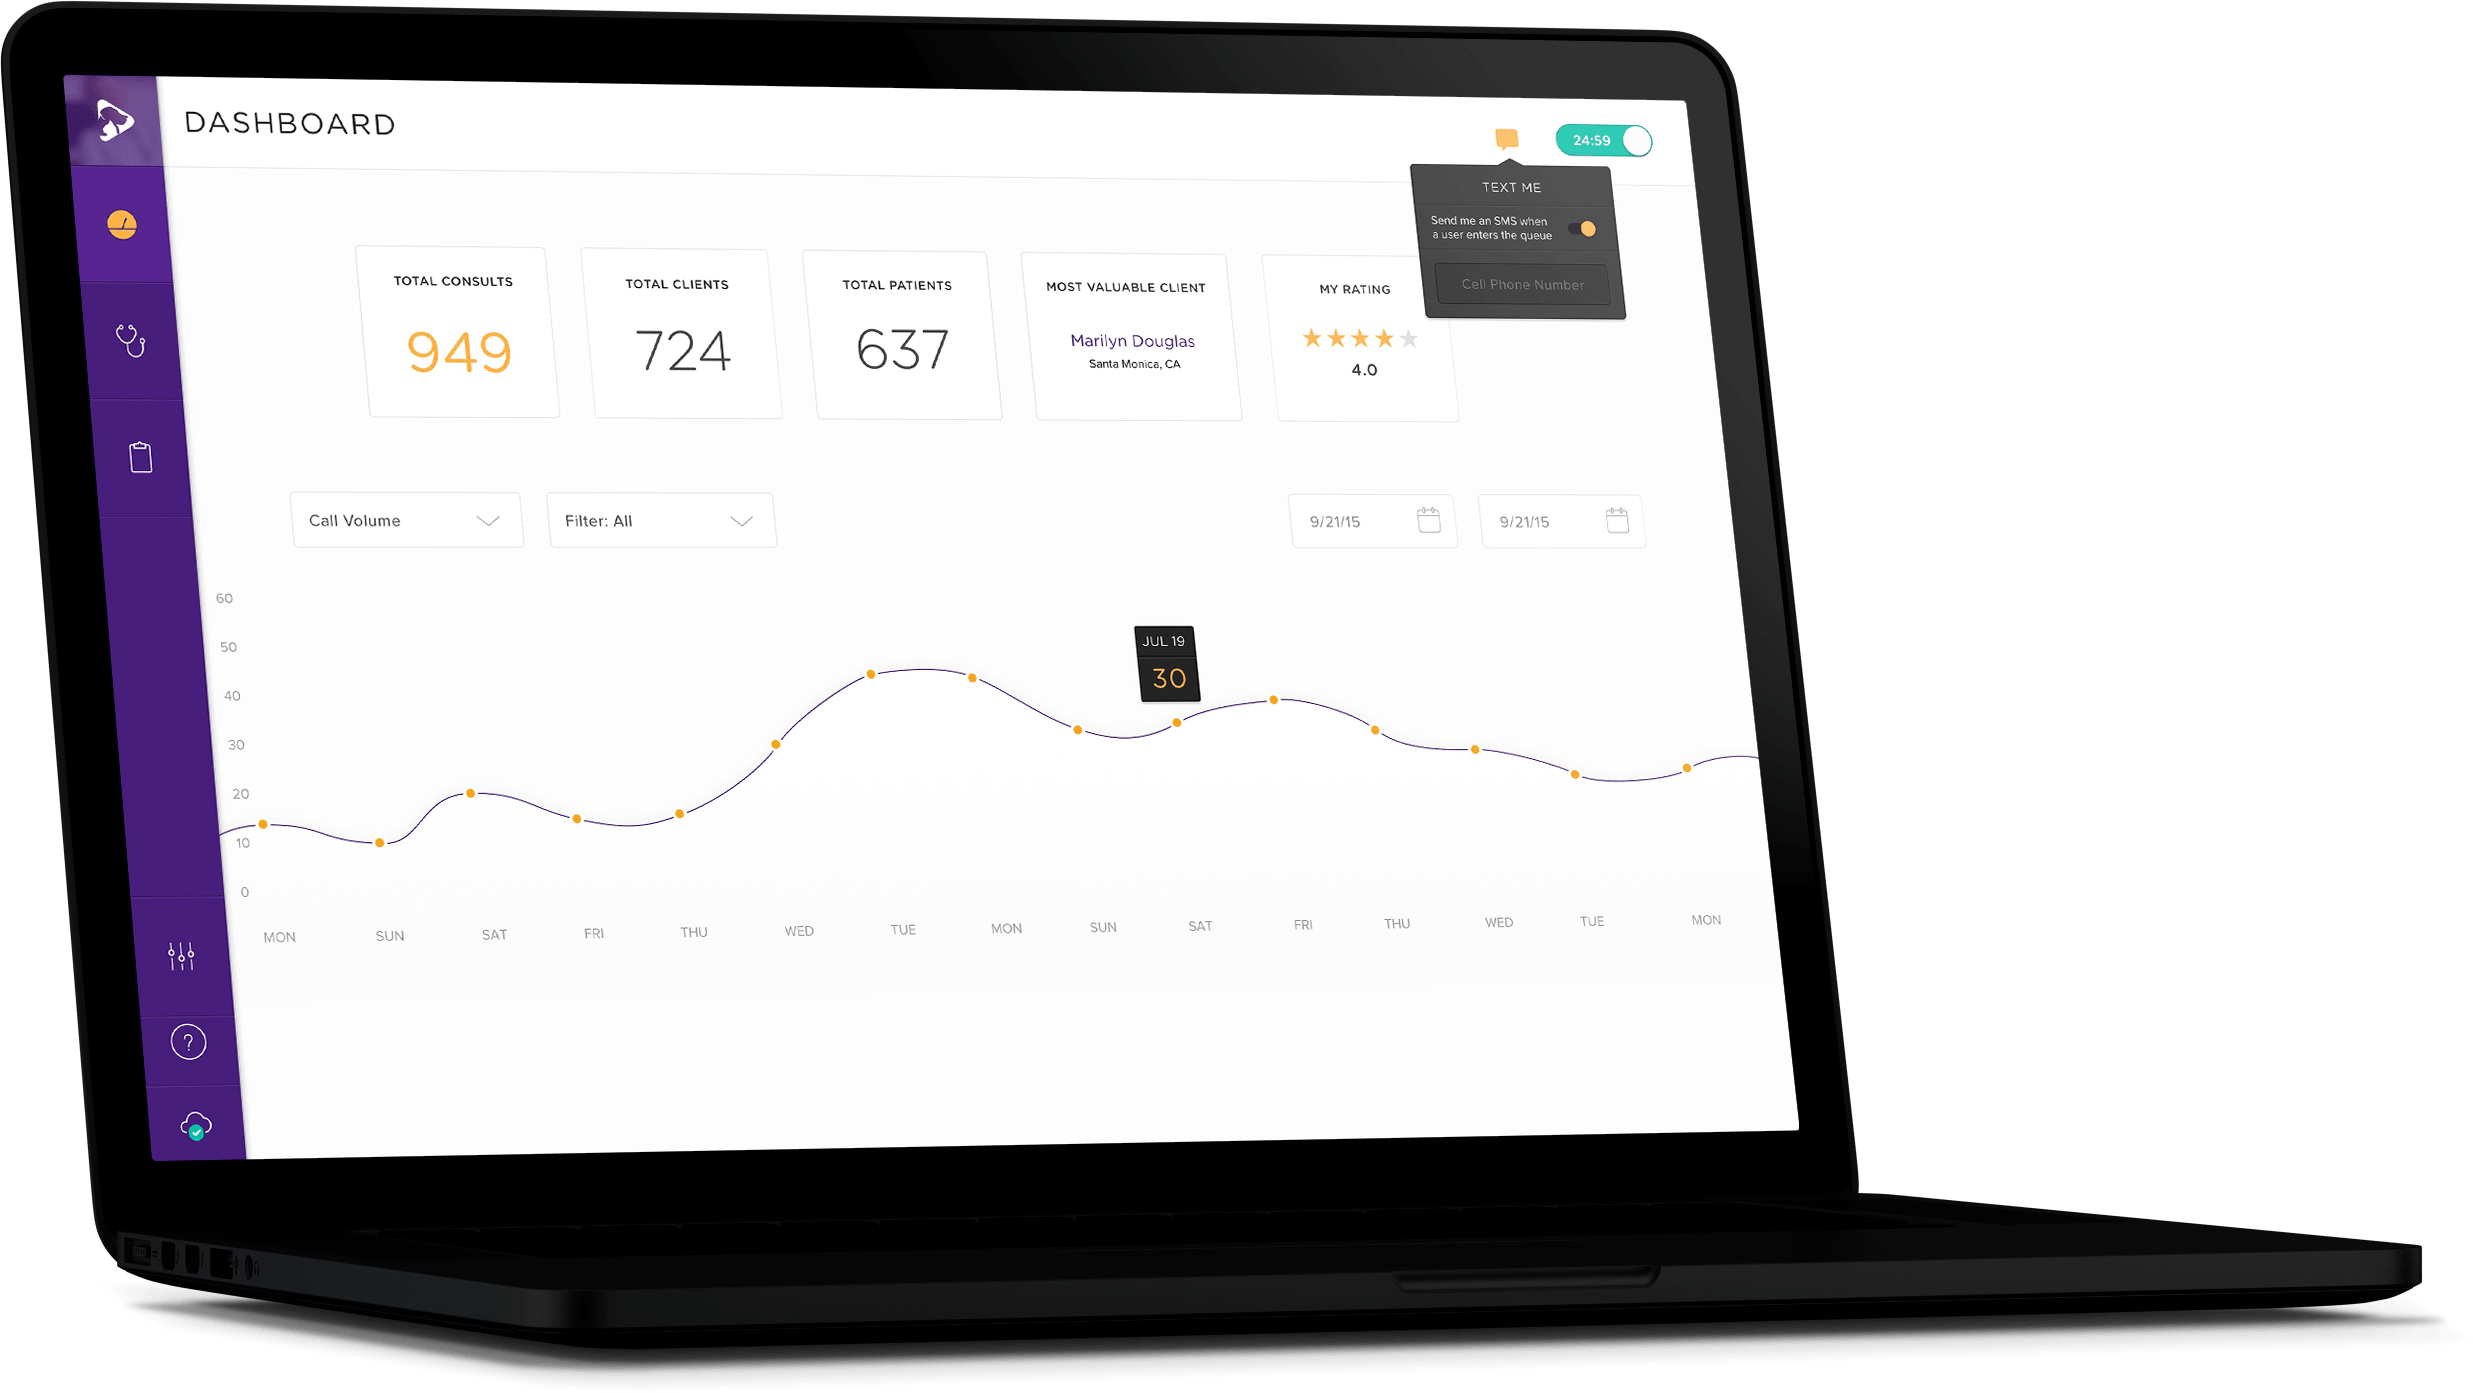 DASHBOARD
24:59
TEXT ME
Send me an SMS when
a user enters the queue
Cell Phone Number
TOTAL CONSULTS
949
TOTAL CLIENTS
724
TOTAL PATIENTS
637
MOST VALUABLE CLIENT
Marilyn Douglas
Santa Monica, CA
MY RATING
4.0
Call Volume
Filter: All
9/21/15
9/21/15
60
50
40
30
20
10
0
JUL 19
30
MON SUN SAT FRI THU WED TUE MON SUN SAT FRI THU WED TUE MON
?